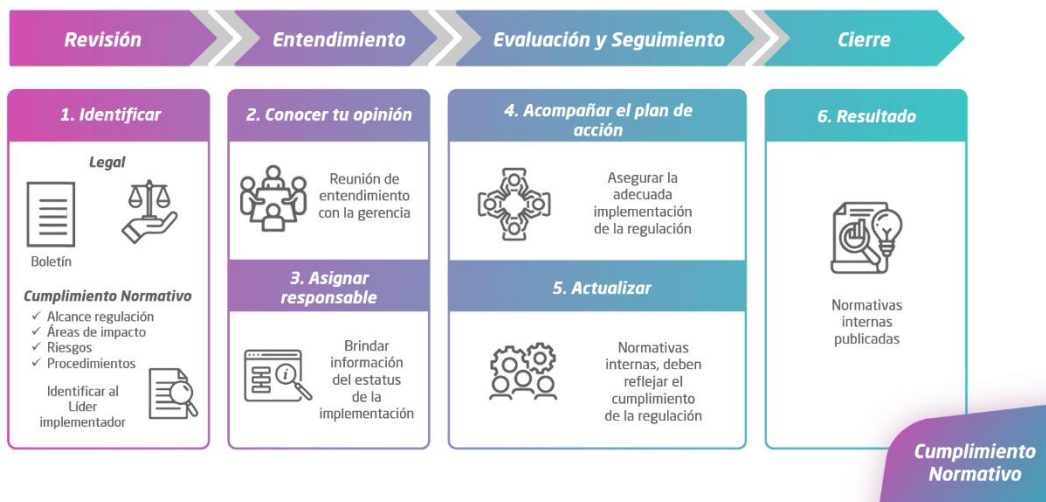 Revisión
Entendimiento
Evaluación y Seguimiento
Cierre
1. Identificar
Legal
Boletín
Cumplimiento Normativo
✓ Alcance regulación
✓ Áreas de impacto
✓ Riesgos
✓ Procedimientos
Identificar al
Líder
implementador
2. Conocer tu opinión
Reunión de
entendimiento
con la gerencia
3. Asignar
responsable
Brindar
información
del estatus
de la
implementación
4. Acompañar el plan de
acción
Asegurar la
adecuada
implementación
de la regulación
5. Actualizar
Normativas
internas, deben
reflejar el
cumplimiento
de la regulación
6. Resultado
Normativas
internas
publicadas
Cumplimiento
Normativo